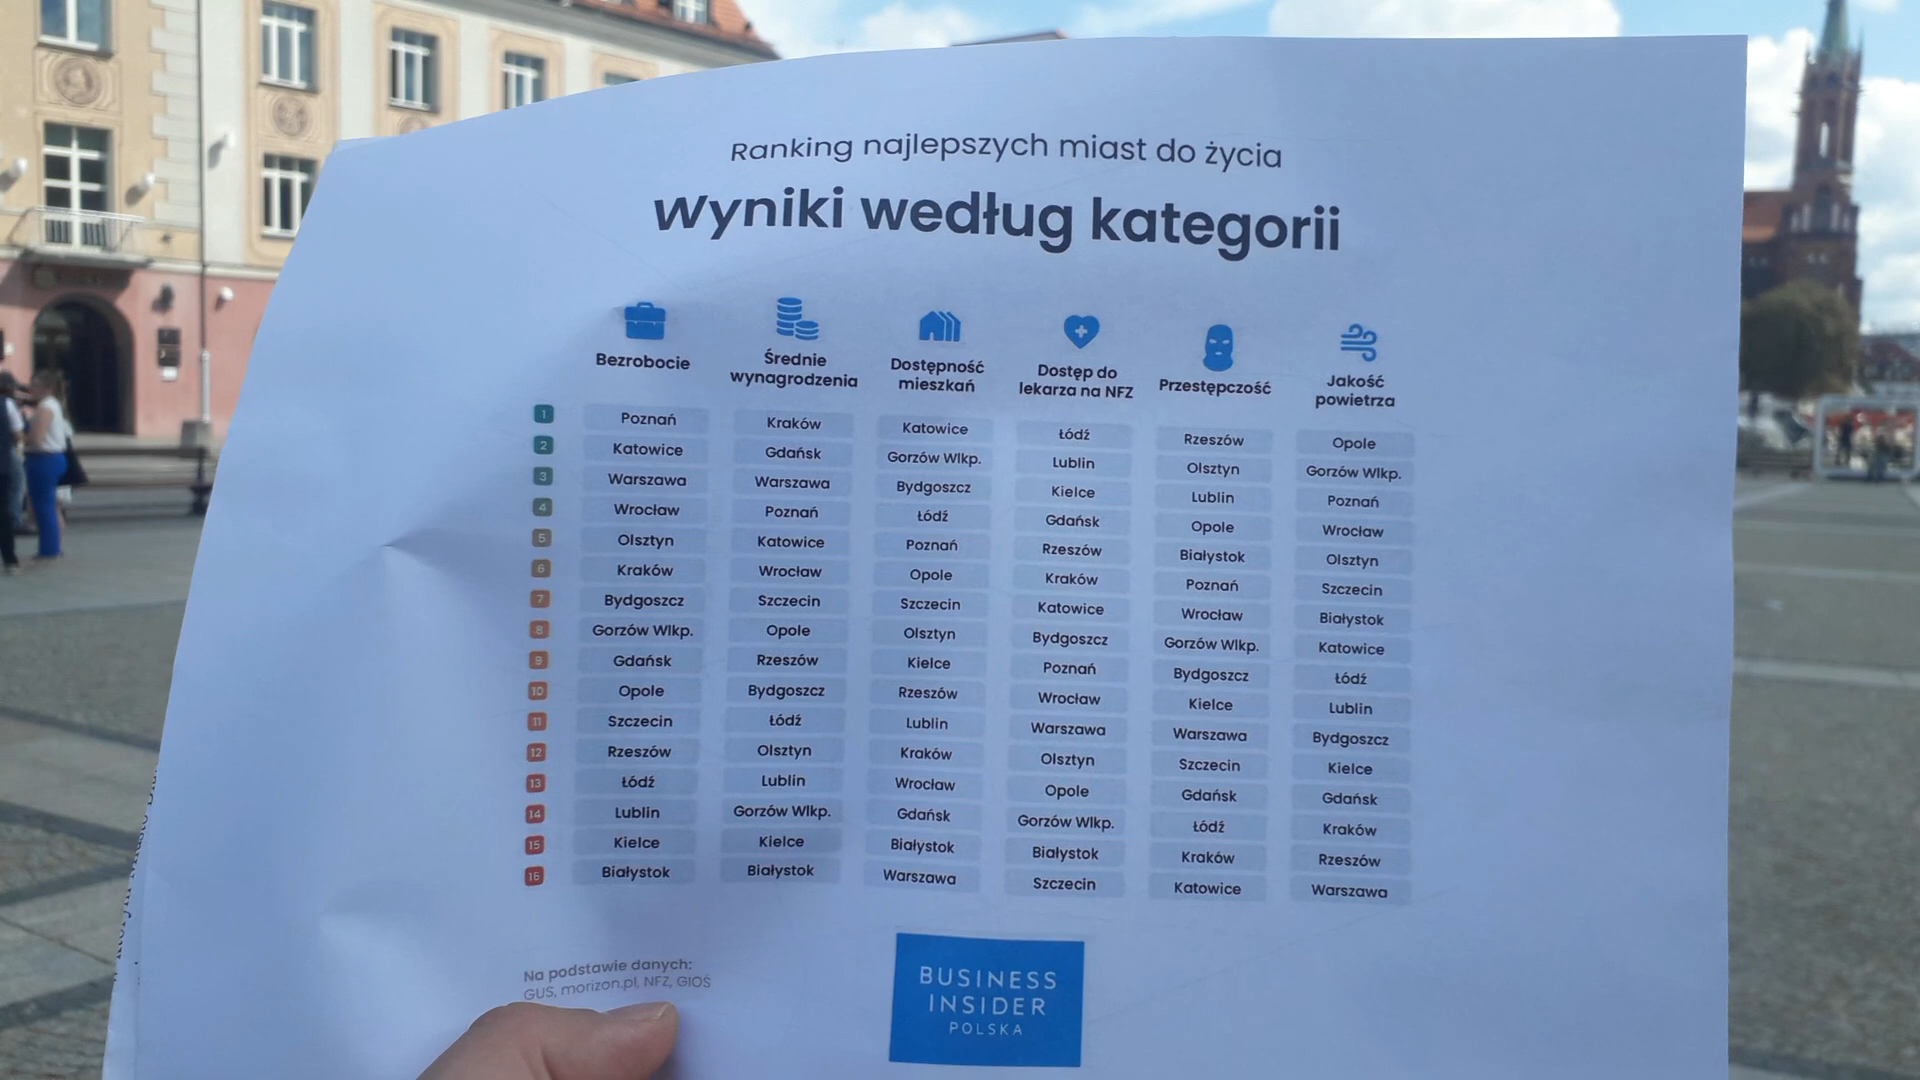 Ranking najlepszych miast do życia
Wyniki według kategorii
Bezrobocie Średnie wynagrodzenia Dostępność mieszkań Dostęp do lekarza na NFZ Przestępczość Jakość powietrza
1 Poznań Kraków Katowice Łódź Rzeszów Opole
2 Katowice Gdańsk Gorzów Wlkp. Lublin Olsztyn Gorzów Wlkp.
3 Warszawa Warszawa Bydgoszcz Kielce Lublin Poznań
4 Wrocław Poznań Łódź Gdańsk Opole Wrocław
5 Olsztyn Katowice Poznań Rzeszów Białystok Olsztyn
6 Kraków Wrocław Opole Kraków Poznań Szczecin
7 Bydgoszcz Szczecin Szczecin Katowice Wrocław Białystok
8 Gorzów Wlkp. Opole Olsztyn Bydgoszcz Gorzów Wlkp. Katowice
9 Gdańsk Rzeszów Kielce Poznań Bydgoszcz Łódź
10 Opole Bydgoszcz Rzeszów Wrocław Kielce Lublin
11 Szczecin Łódź Lublin Warszawa Warszawa Bydgoszcz
12 Rzeszów Olsztyn Kraków Olsztyn Szczecin Kielce
13 Łódź Lublin Wrocław Opole Gdańsk Gdańsk
14 Lublin Gorzów Wlkp. Gdańsk Gorzów Wlkp. Łódź Kraków
15 Kielce Kielce Białystok Białystok Kraków Rzeszów
16 Białystok Białystok Warszawa Szczecin Katowice Warszawa
Na podstawie danych:
GUS, morizon.pl, NFZ, GIOŚ
BUSINESS
INSIDER
POLSKA